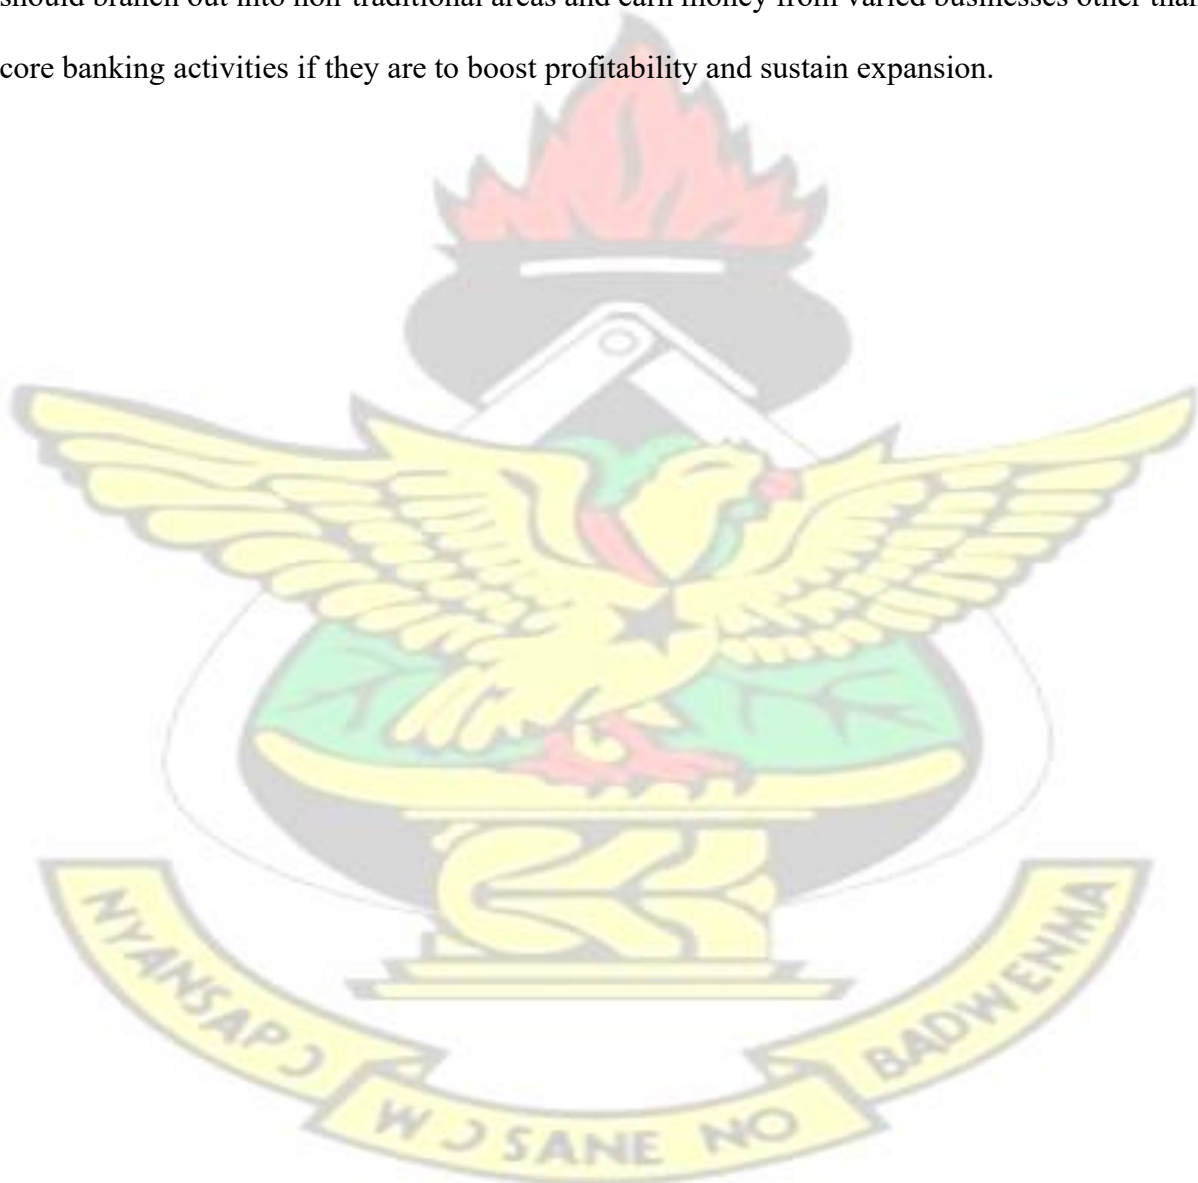 should branch out into non-traditional areas and earn money from varied businesses other than
core banking activities if they are to boost profitability and sustain expansion.
NYANSAPƆ
WƆSANE NO
BADWENMA